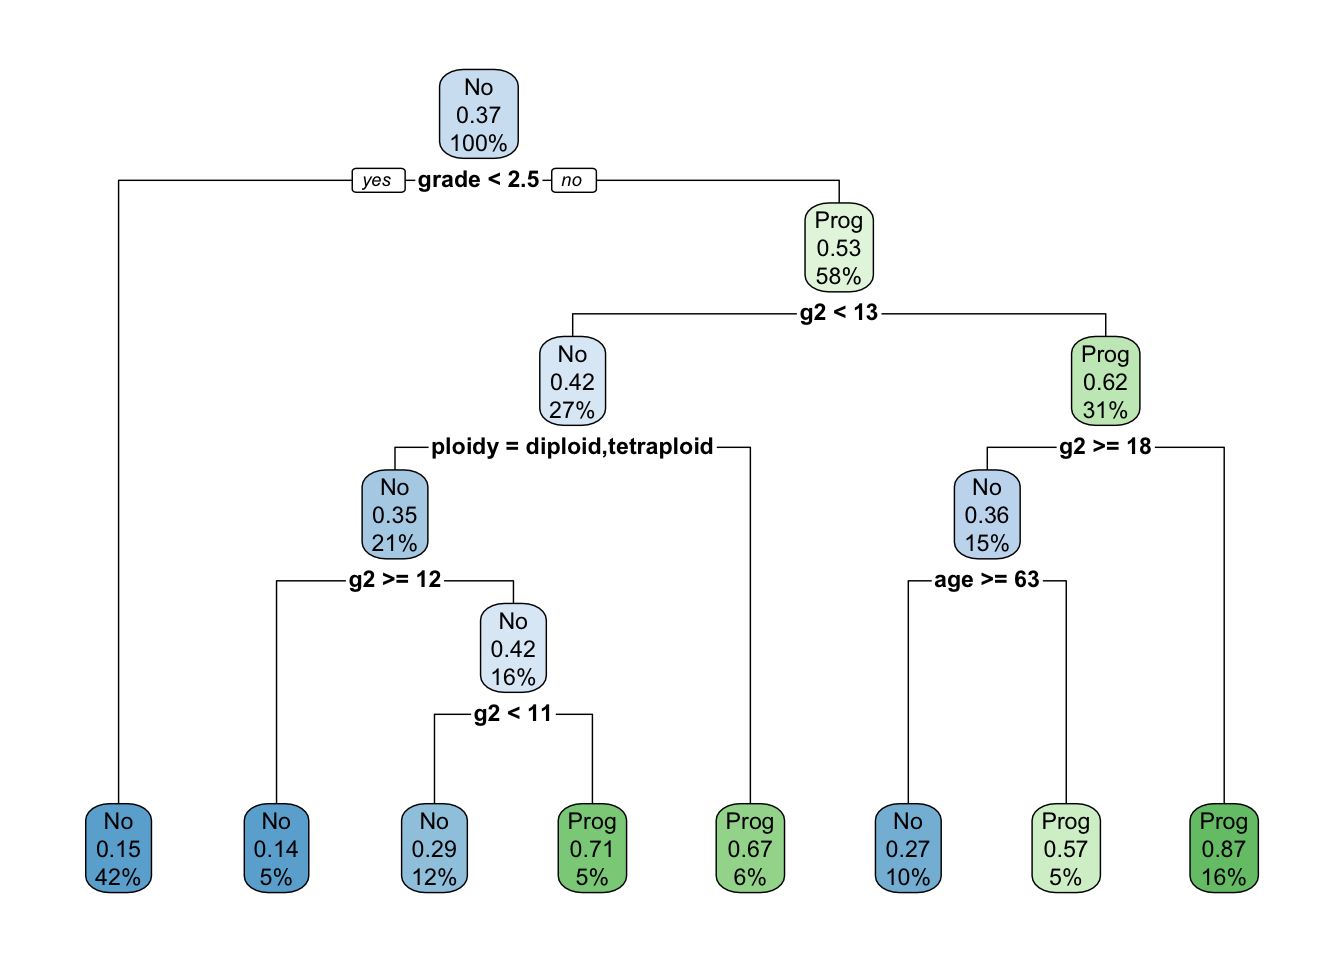 No
0.37
100%
yes grade < 2.5 no
Prog
0.53
58%
g2 < 13
No
0.42
27%
Prog
0.62
31%
ploidy = diploid,tetraploid
g2 >= 18
No
0.35
21%
No
0.36
15%
g2 >= 12
age >= 63
No
0.42
16%
g2 < 11
No
0.15
42%
No
0.14
5%
No
0.29
12%
Prog
0.71
5%
Prog
0.67
6%
No
0.27
10%
Prog
0.57
5%
Prog
0.87
16%